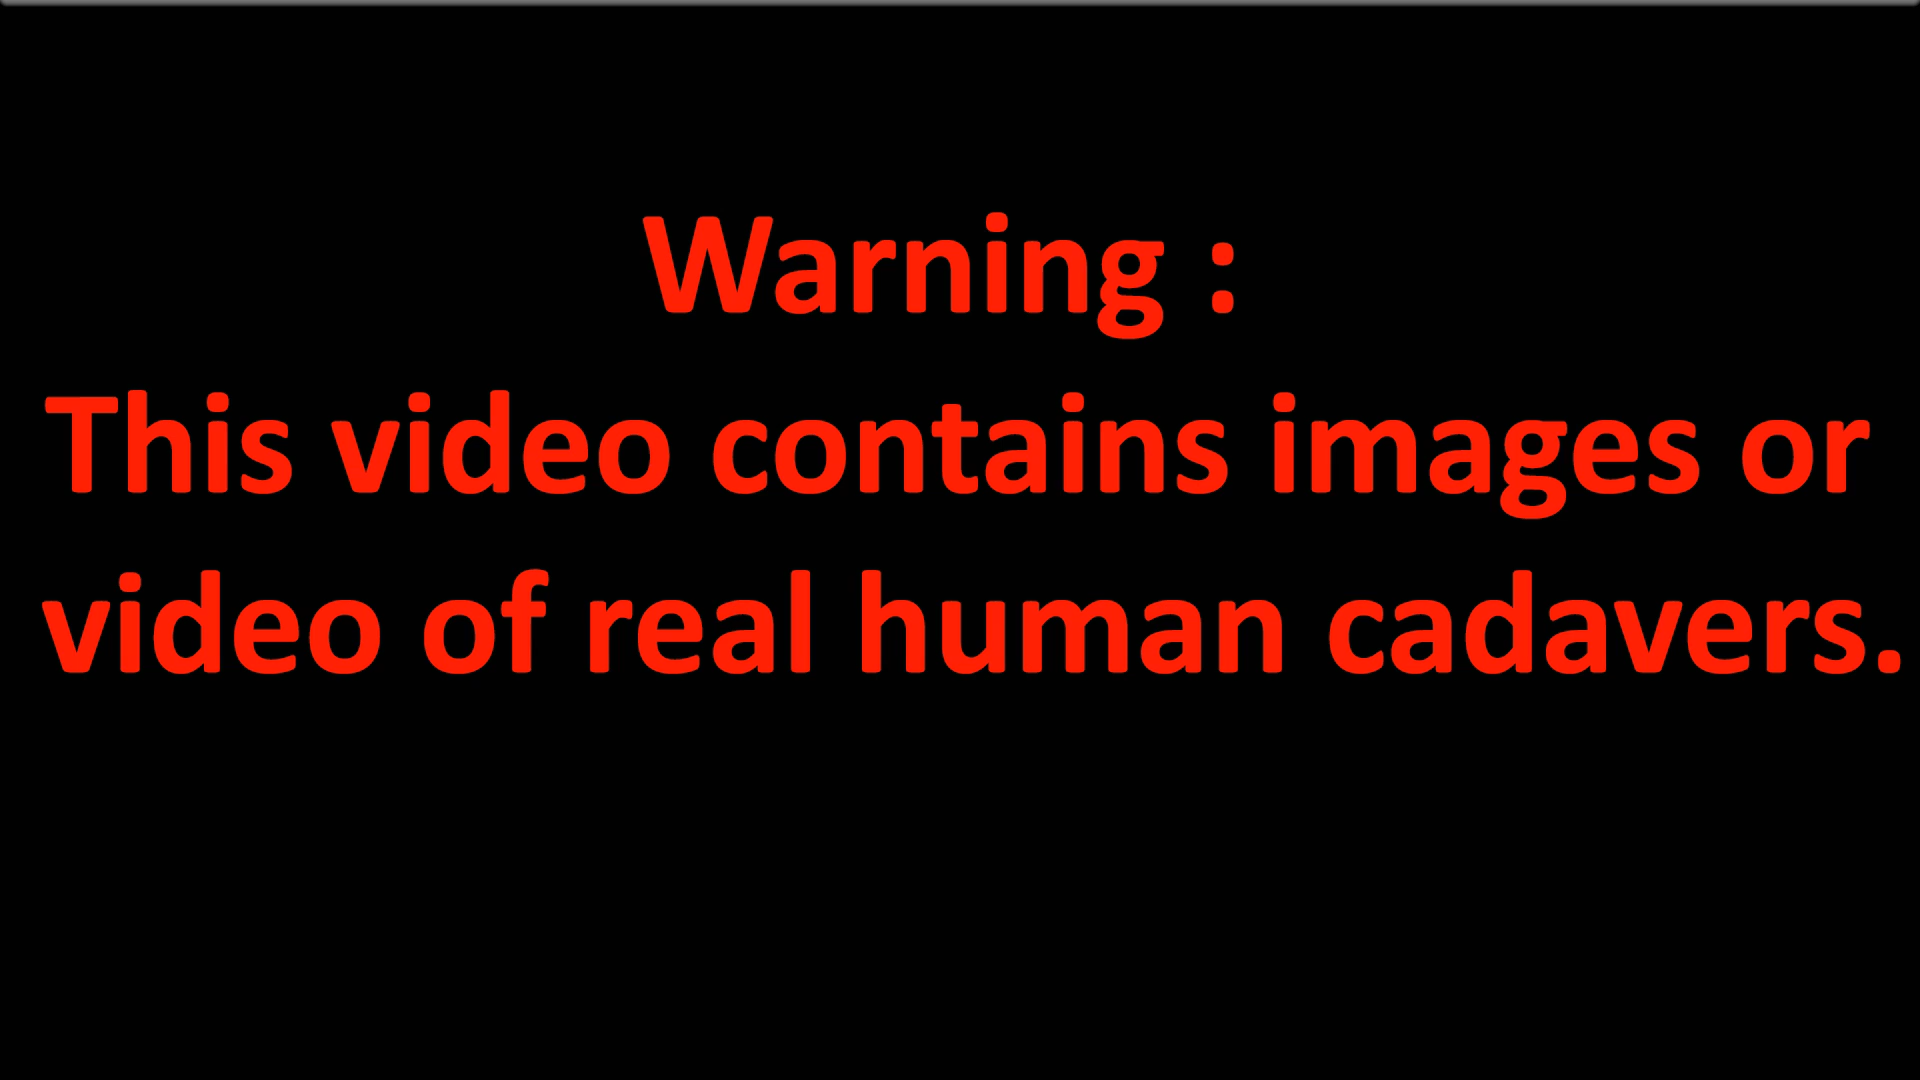 Warning :
This video contains images or
video of real human cadavers.